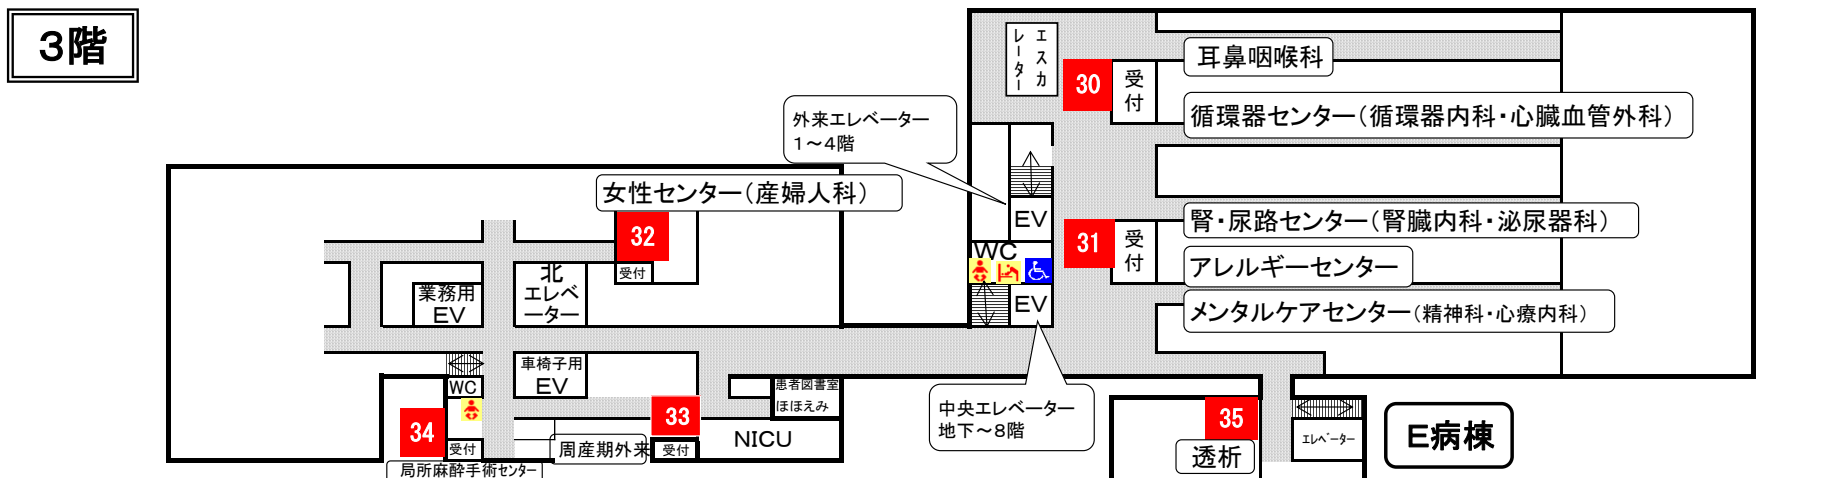 3階
エスカ
レーター
30
受付
耳鼻咽喉科
循環器センター(循環器内科・心臓血管外科)
外来エレベーター
1～4階
女性センター(産婦人科)
32
受付
EV
31
受付
腎・尿路センター(腎臓内科・泌尿器科)
アレルギーセンター
メンタルケアセンター(精神科・心療内科)
WC
EV
北
エレベ
ーター
業務用
EV
車椅子用
EV
WC
34
受付
局所麻酔手術センター
周産期外来
33
受付
NICU
患者図書室
ほほえみ
中央エレベーター
地下～8階
35
透析
エレベーター
E病棟